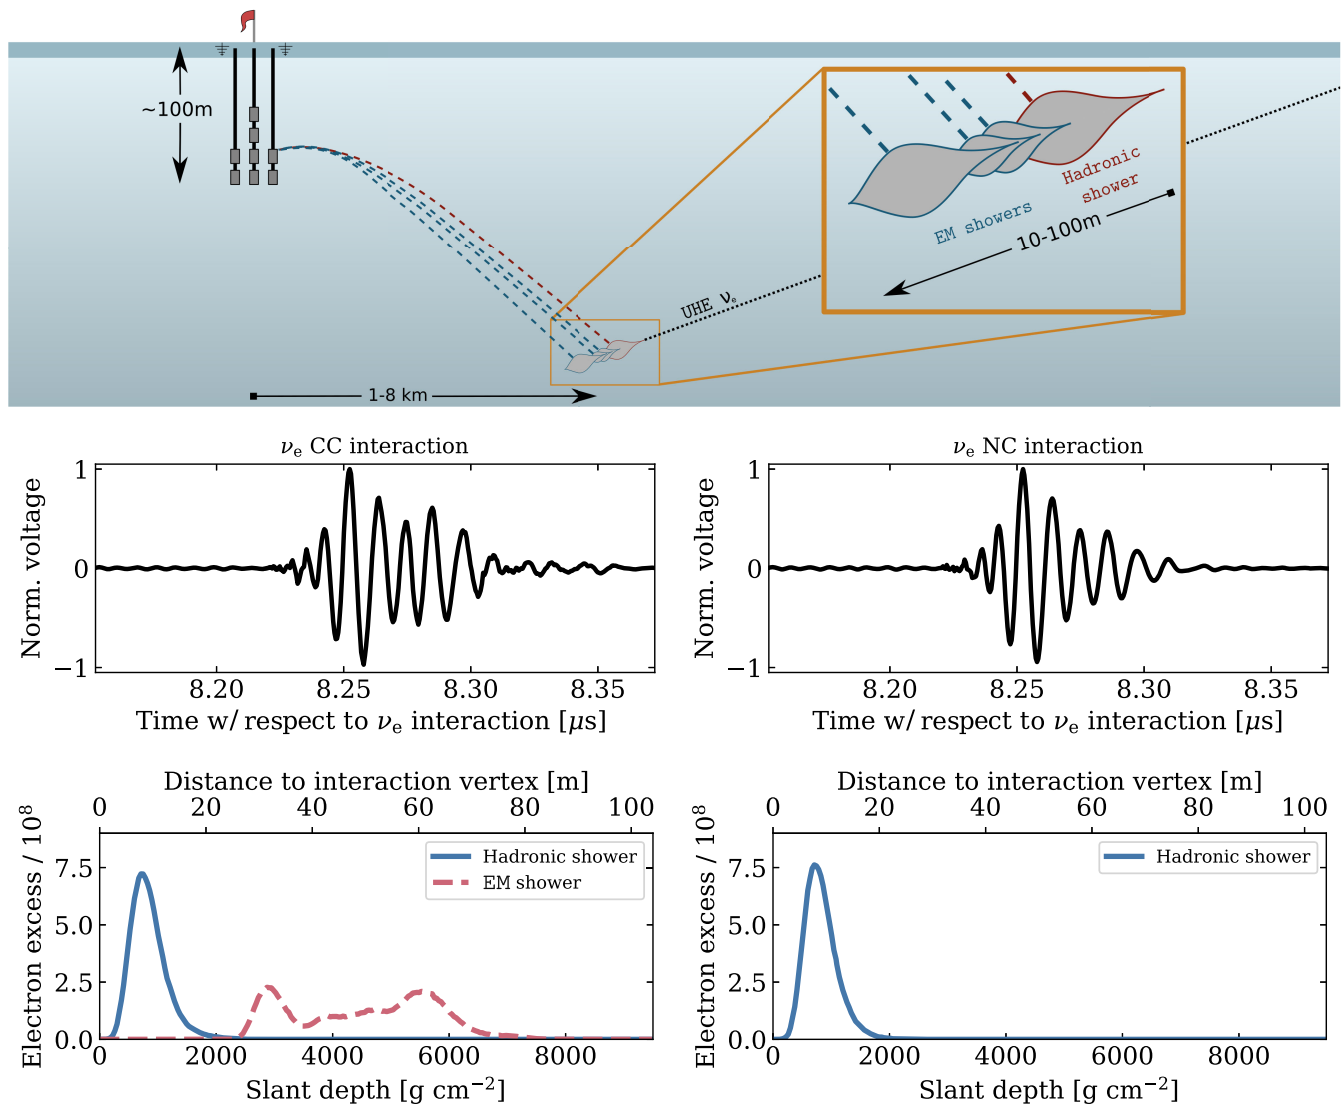 ~100m
Hadronic
shower
EM showers
10-100m
UHE νe
1-8 km
νe CC interaction
Norm. voltage
1
0
−1
8.20 8.25 8.30 8.35
Time w/ respect to νe interaction [μs]
νe NC interaction
Norm. voltage
1
0
−1
8.20 8.25 8.30 8.35
Time w/ respect to νe interaction [μs]
Distance to interaction vertex [m]
0 20 40 60 80 100
Electron excess / 10⁸
7.5
5.0
2.5
0.0
Hadronic shower
EM shower
0 2000 4000 6000 8000
Slant depth [g cm⁻²]
Distance to interaction vertex [m]
0 20 40 60 80 100
Electron excess / 10⁸
7.5
5.0
2.5
0.0
Hadronic shower
0 2000 4000 6000 8000
Slant depth [g cm⁻²]